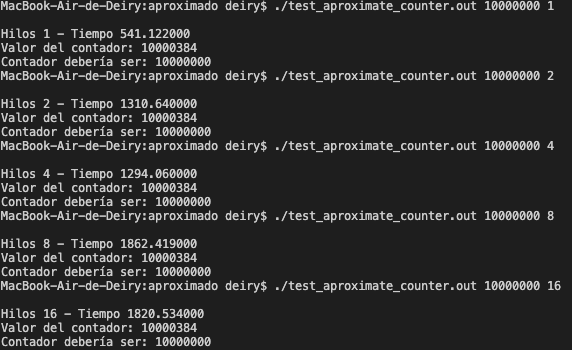 MacBook-Air-de-Deiry:aproximado deiry$ ./test_aproximate_counter.out 10000000 1
Hilos 1 - Tiempo 541.122000
Valor del contador: 10000384
Contador debería ser: 10000000
MacBook-Air-de-Deiry:aproximado deiry$ ./test_aproximate_counter.out 10000000 2
Hilos 2 - Tiempo 1310.640000
Valor del contador: 10000384
Contador debería ser: 10000000
MacBook-Air-de-Deiry:aproximado deiry$ ./test_aproximate_counter.out 10000000 4
Hilos 4 - Tiempo 1294.060000
Valor del contador: 10000384
Contador debería ser: 10000000
MacBook-Air-de-Deiry:aproximado deiry$ ./test_aproximate_counter.out 10000000 8
Hilos 8 - Tiempo 1862.419000
Valor del contador: 10000384
Contador debería ser: 10000000
MacBook-Air-de-Deiry:aproximado deiry$ ./test_aproximate_counter.out 10000000 16
Hilos 16 - Tiempo 1820.534000
Valor del contador: 10000384
Contador debería ser: 10000000